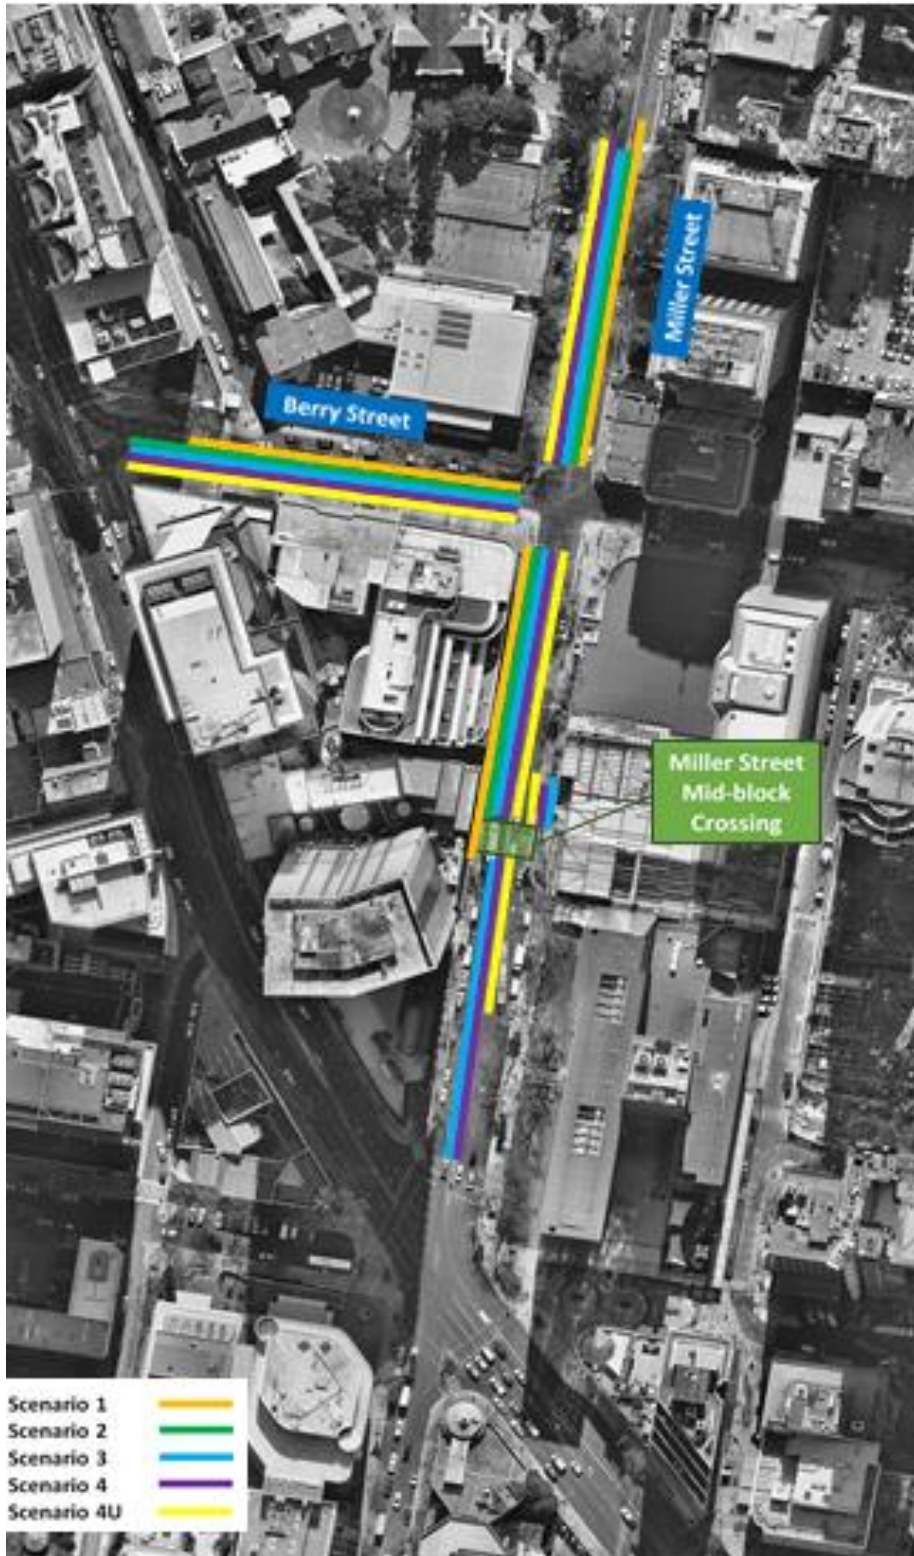 Miller Street
Berry Street
Miller Street
Mid-block
Crossing
Scenario 1
Scenario 2
Scenario 3
Scenario 4
Scenario 4U